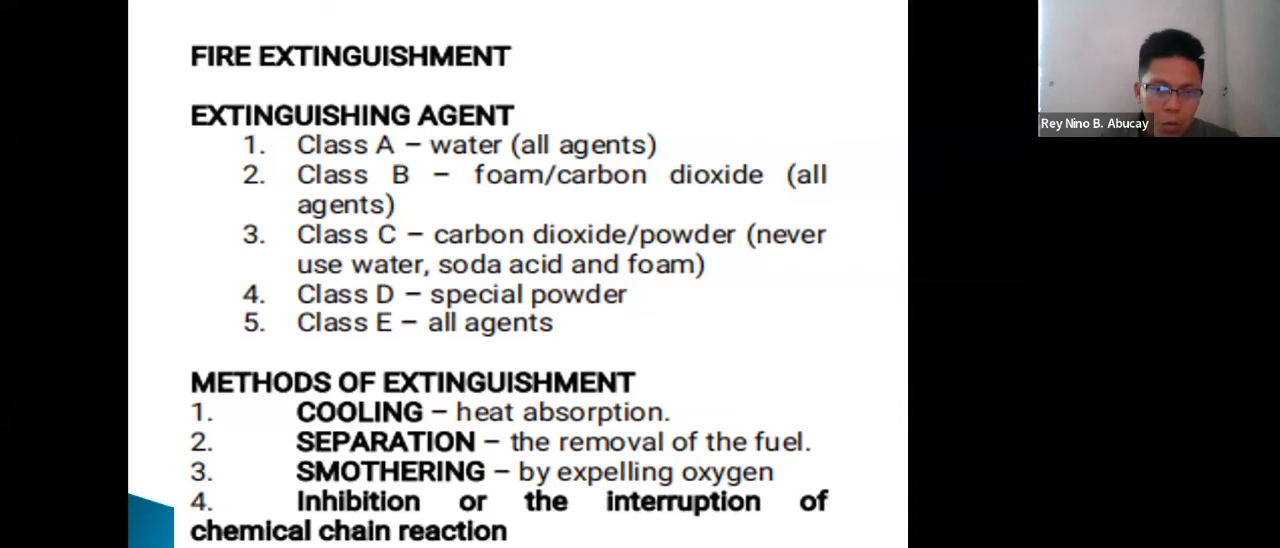 FIRE EXTINGUISHMENT
EXTINGUISHING AGENT
1. Class A – water (all agents)
2. Class B – foam/carbon dioxide (all
agents)
3. Class C – carbon dioxide/powder (never
use water, soda acid and foam)
4. Class D – special powder
5. Class E – all agents
METHODS OF EXTINGUISHMENT
1. COOLING – heat absorption.
2. SEPARATION – the removal of the fuel.
3. SMOTHERING – by expelling oxygen
4. Inhibition or the interruption of
chemical chain reaction
Rey Nino B. Abucay